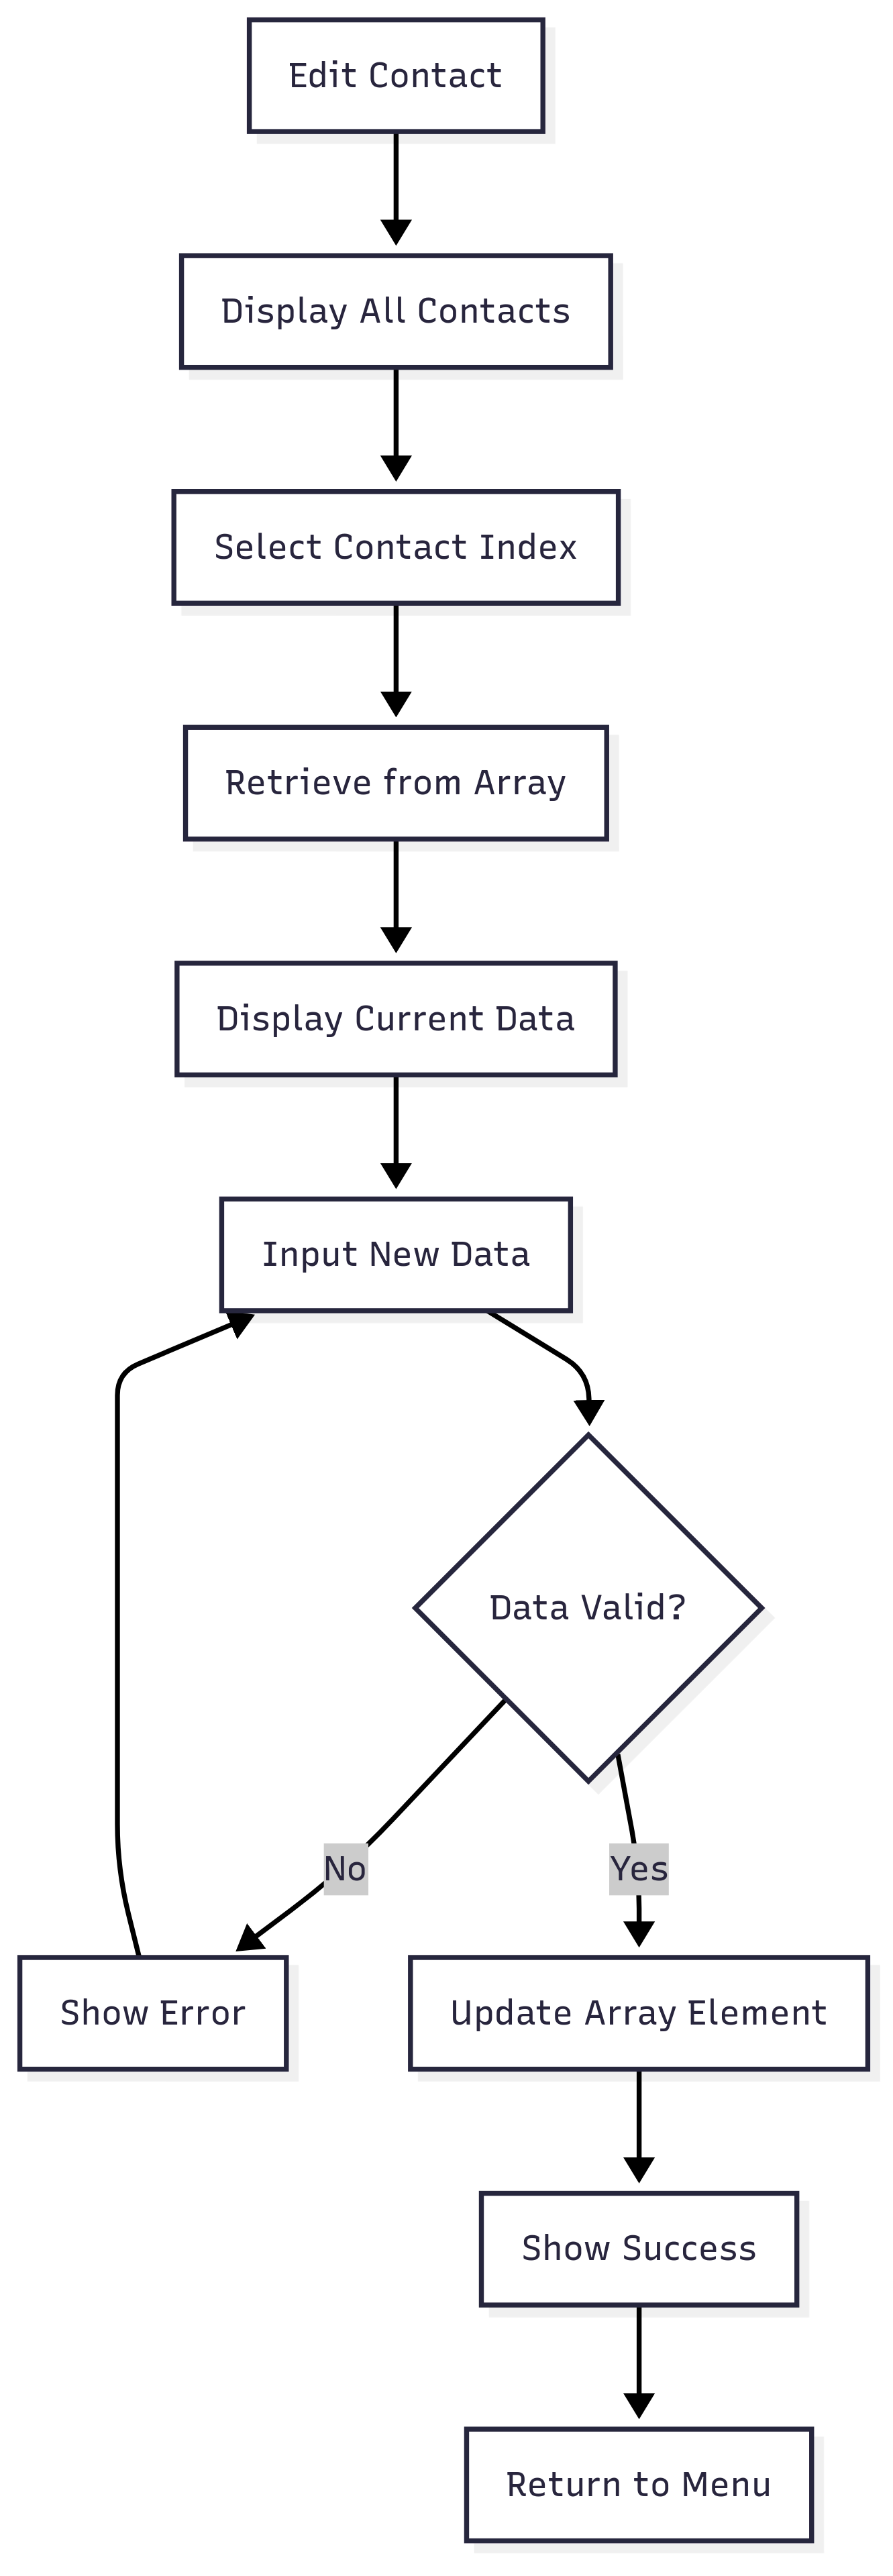 Edit Contact
Display All Contacts
Select Contact Index
Retrieve from Array
Display Current Data
Input New Data
Data Valid?
No
Yes
Show Error
Update Array Element
Show Success
Return to Menu